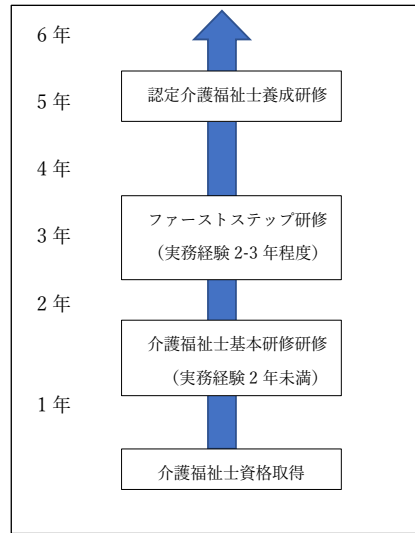 6 年
認定介護福祉士養成研修
5 年
4 年
ファーストステップ研修
3 年
（実務経験 2-3 年程度）
2 年
介護福祉士基本研修研修
（実務経験 2 年未満）
1 年
介護福祉士資格取得